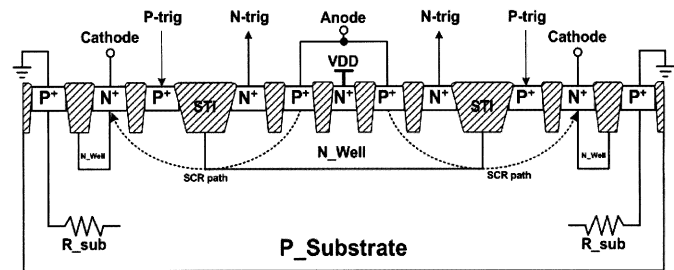 P-trig N-trig Anode N-trig P-trig
Cathode Cathode
VDD
P+ N+ P+ STI N+ P+ N+ P+ N+ STI P+ N+ P+
N_Well N_Well N_Well
SCR path SCR path
R_sub P_Substrate R_sub